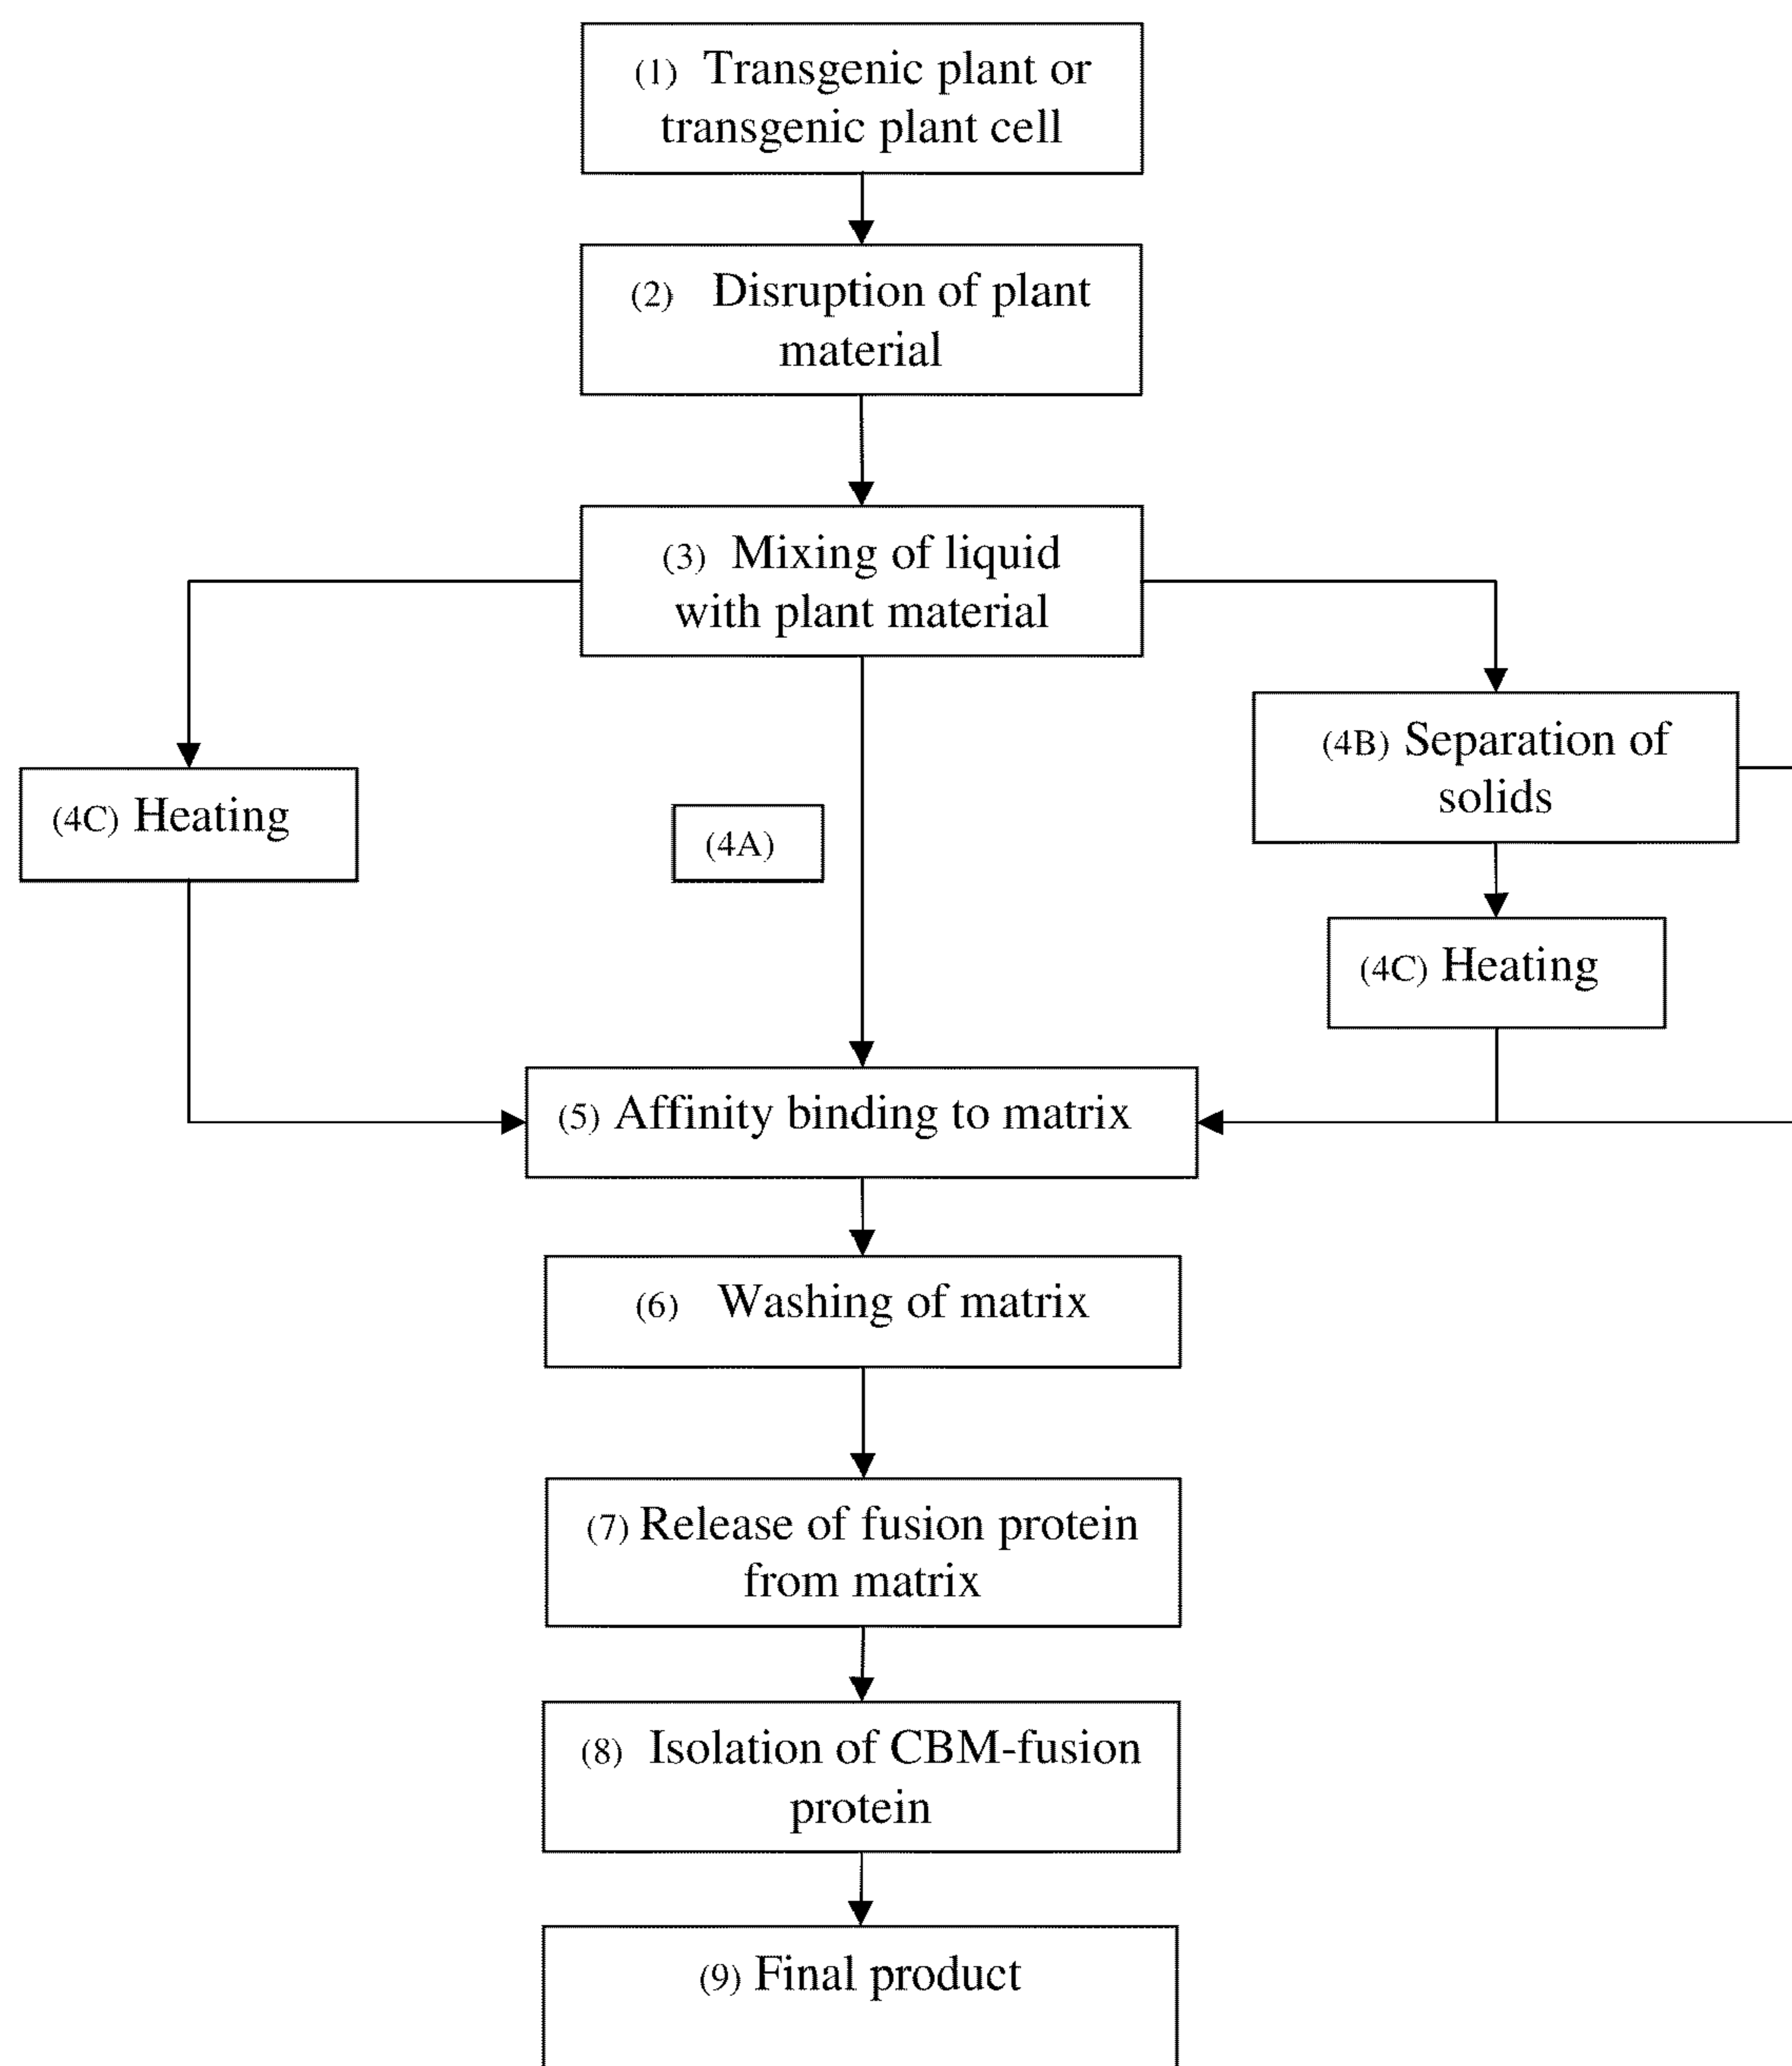 (1) Transgenic plant or
transgenic plant cell
(2) Disruption of plant
material
(3) Mixing of liquid
with plant material
(4B) Separation of
solids
(4C) Heating
(4A)
(4C) Heating
(5) Affinity binding to matrix
(6) Washing of matrix
(7) Release of fusion protein
from matrix
(8) Isolation of CBM-fusion
protein
(9) Final product